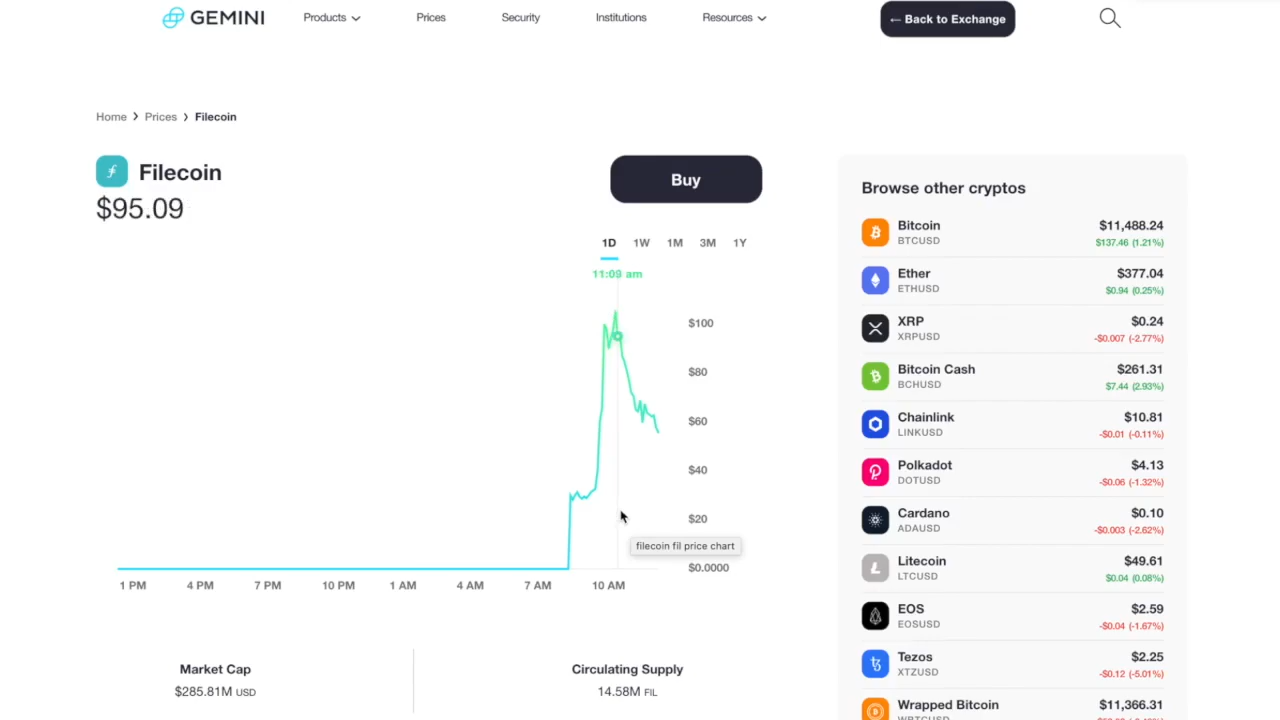 GEMINI Products Prices Security Institutions Resources ← Back to Exchange
Home > Prices > Filecoin
Filecoin
$95.09
Buy
1D 1W 1M 3M 1Y
11:09 am
$100
$80
$60
$40
$20
$0.0000
filecoin fil price chart
1 PM 4 PM 7 PM 10 PM 1 AM 4 AM 7 AM 10 AM
Market Cap
$285.81M USD
Circulating Supply
14.58M FIL
Browse other cryptos
Bitcoin $11,488.24
BTCUSD $137.46 (1.21%)
Ether $377.04
ETHUSD $0.94 (0.25%)
XRP $0.24
XRPUSD -$0.007 (-2.77%)
Bitcoin Cash $261.31
BCHUSD $7.44 (2.93%)
Chainlink $10.81
LINKUSD -$0.01 (-0.11%)
Polkadot $4.13
DOTUSD -$0.06 (-1.32%)
Cardano $0.10
ADAUSD -$0.003 (-2.62%)
Litecoin $49.61
LTCUSD $0.04 (0.08%)
EOS $2.59
EOSUSD -$0.04 (-1.67%)
Tezos $2.25
XTZUSD -$0.12 (-5.01%)
Wrapped Bitcoin $11,366.31